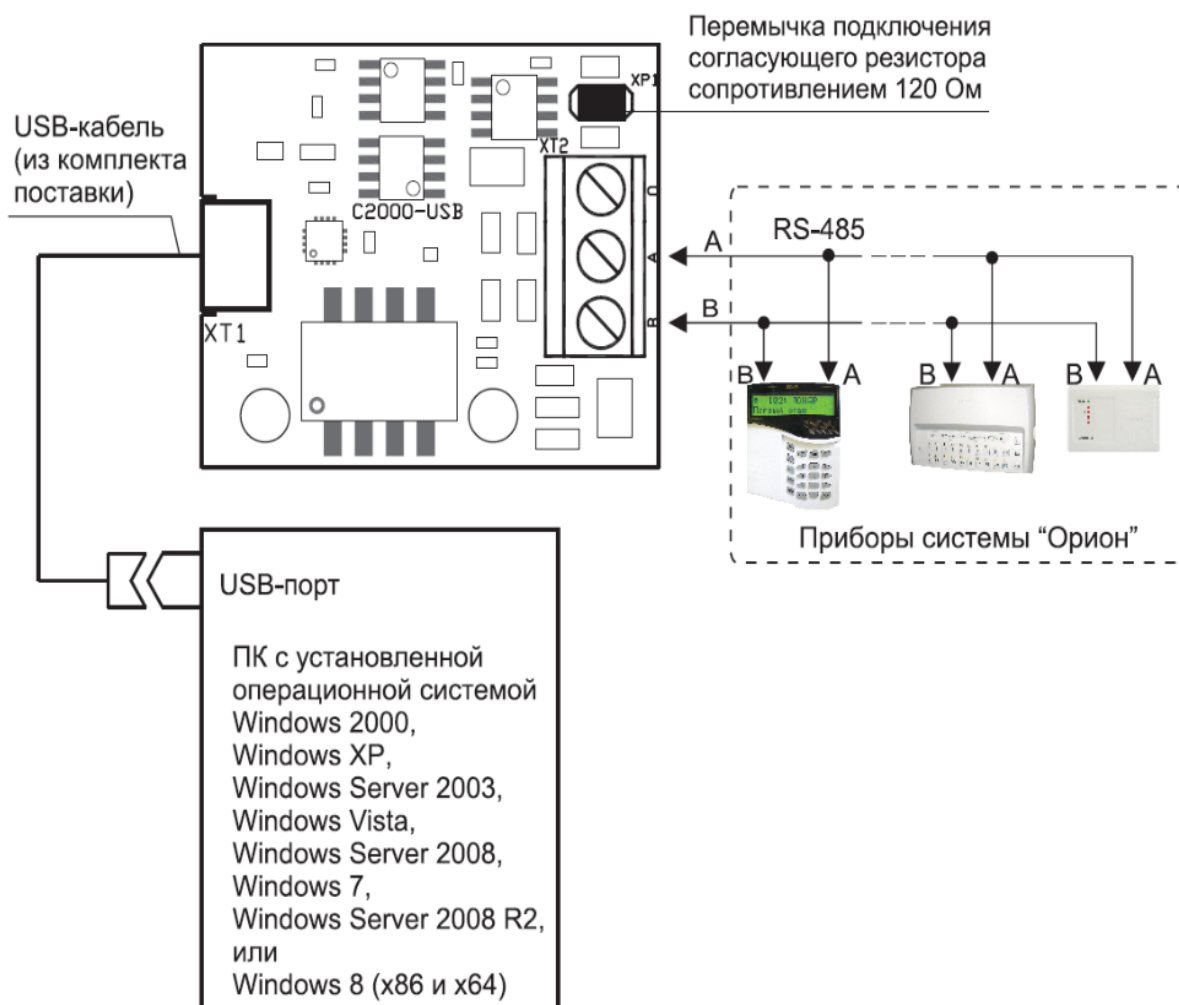 Перемычка подключения
согласующего резистора
сопротивлением 120 Ом
XP1
USB-кабель
(из комплекта
поставки)
XT2
C2000-USB
C
A
B
XT1
RS-485
A
B
B
A
B
A
B
A
Приборы системы “Орион”
USB-порт
ПК с установленной
операционной системой
Windows 2000,
Windows XP,
Windows Server 2003,
Windows Vista,
Windows Server 2008,
Windows 7,
Windows Server 2008 R2,
или
Windows 8 (x86 и x64)